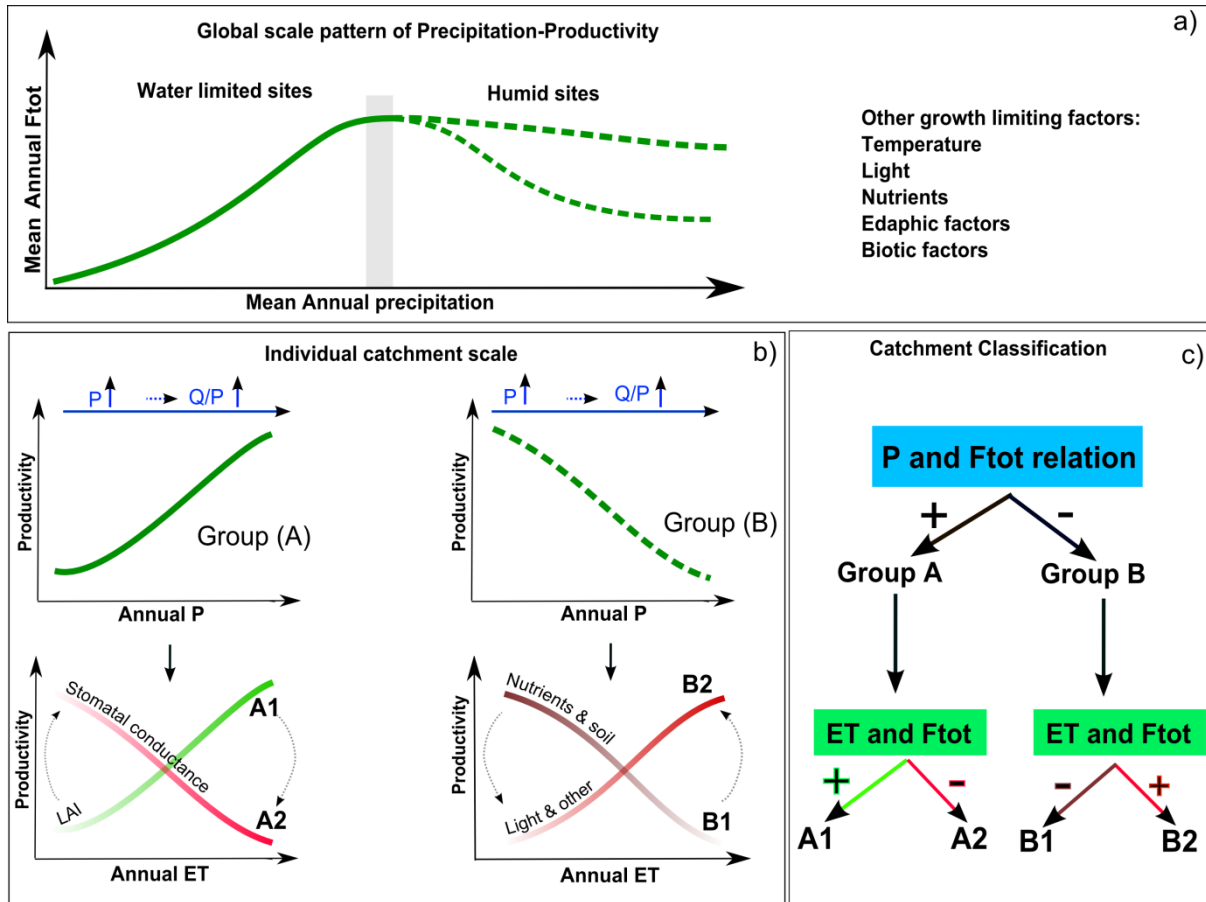 a)
Global scale pattern of Precipitation-Productivity
Water limited sites
Humid sites
Mean Annual Ftot
Mean Annual precipitation
Other growth limiting factors:
Temperature
Light
Nutrients
Edaphic factors
Biotic factors
b)
Individual catchment scale
P
Q/P
Productivity
Group (A)
Annual P
P
Q/P
Productivity
Group (B)
Annual P
Productivity
Stomatal conductance
LAI
A1
A2
Annual ET
Productivity
Nutrients & soil
Light & other
B2
B1
Annual ET
c)
Catchment Classification
P and Ftot relation
+
-
Group A
Group B
ET and Ftot
ET and Ftot
+
-
-
+
A1
A2
B1
B2